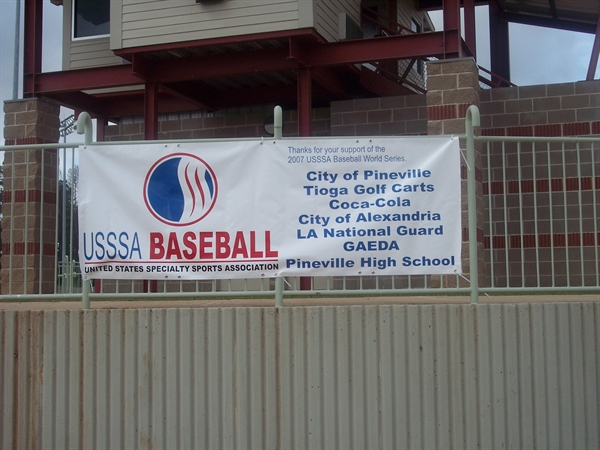 USSSA BASEBALL
UNITED STATES SPECIALTY SPORTS ASSOCIATION
Thanks for your support of the
2007 USSSA Baseball World Series.
City of Pineville
Tioga Golf Carts
Coca-Cola
City of Alexandria
LA National Guard
GAEDA
Pineville High School